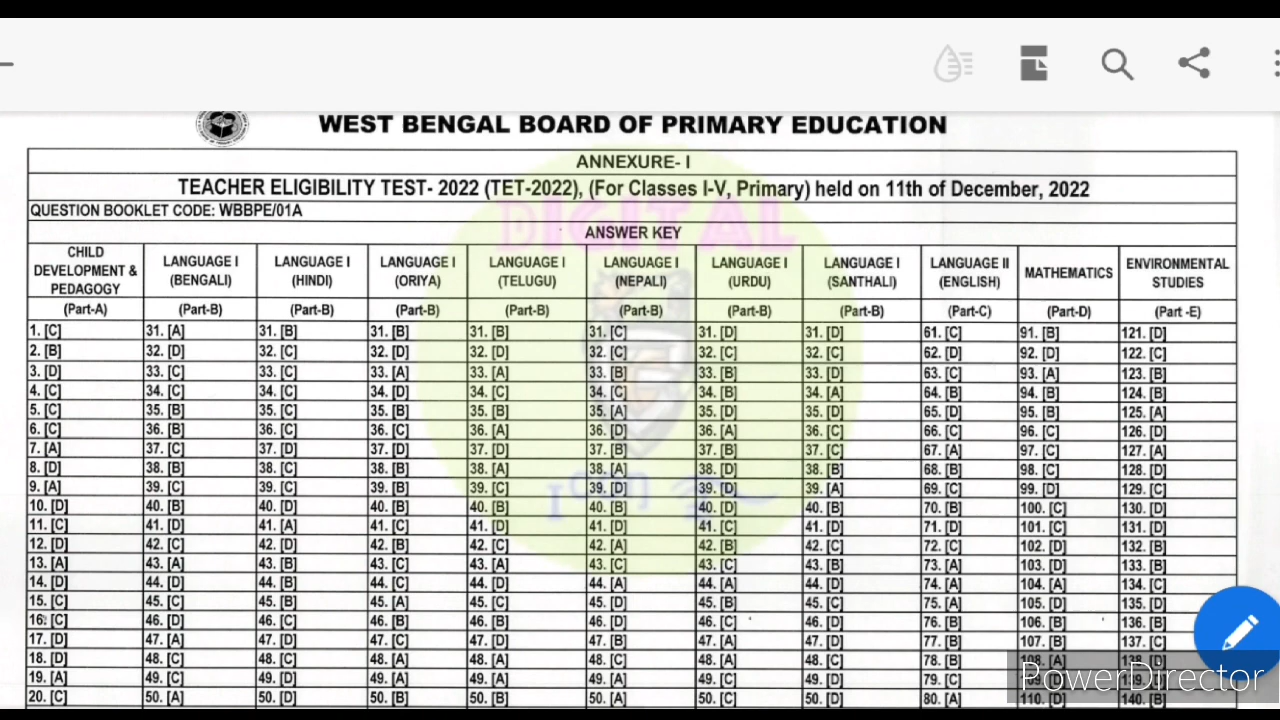 WEST BENGAL BOARD OF PRIMARY EDUCATION
ANNEXURE- I
TEACHER ELIGIBILITY TEST- 2022 (TET-2022), (For Classes I-V, Primary) held on 11th of December, 2022
QUESTION BOOKLET CODE: WBBPE/01A
DIGITAL
ANSWER KEY
CHILD DEVELOPMENT & PEDAGOGY LANGUAGE I (BENGALI) LANGUAGE I (HINDI) LANGUAGE I (ORIYA) LANGUAGE I (TELUGU) LANGUAGE I (NEPALI) LANGUAGE I (URDU) LANGUAGE I (SANTHALI) LANGUAGE II (ENGLISH) MATHEMATICS ENVIRONMENTAL STUDIES
(Part-A) (Part-B) (Part-B) (Part-B) (Part-B) (Part-B) (Part-B) (Part-B) (Part-C) (Part-D) (Part -E)
1. [C] 31. [A] 31. [B] 31. [B] 31. [B] 31. [C] 31. [D] 31. [D] 61. [C] 91. [B] 121. [D]
2. [B] 32. [D] 32. [C] 32. [D] 32. [D] 32. [C] 32. [C] 32. [C] 62. [D] 92. [D] 122. [C]
3. [D] 33. [C] 33. [C] 33. [A] 33. [A] 33. [B] 33. [B] 33. [D] 63. [C] 93. [A] 123. [B]
4. [C] 34. [C] 34. [C] 34. [D] 34. [C] 34. [C] 34. [B] 34. [A] 64. [B] 94. [B] 124. [B]
5. [C] 35. [B] 35. [C] 35. [B] 35. [B] 35. [A] 35. [D] 35. [D] 65. [D] 95. [B] 125. [A]
6. [C] 36. [B] 36. [C] 36. [C] 36. [A] 36. [D] 36. [A] 36. [C] 66. [C] 96. [C] 126. [D]
7. [A] 37. [C] 37. [D] 37. [D] 37. [D] 37. [B] 37. [B] 37. [C] 67. [A] 97. [C] 127. [A]
8. [D] 38. [B] 38. [C] 38. [B] 38. [A] 38. [A] 38. [D] 38. [B] 68. [B] 98. [C] 128. [D]
9. [A] 39. [C] 39. [C] 39. [B] 39. [C] 39. [D] 39. [D] 39. [A] 69. [C] 99. [D] 129. [C]
10. [D] 40. [B] 40. [D] 40. [B] 40. [B] 40. [B] 40. [D] 40. [B] 70. [B] 100. [C] 130. [D]
11. [C] 41. [D] 41. [A] 41. [C] 41. [D] 41. [D] 41. [C] 41. [D] 71. [D] 101. [C] 131. [D]
12. [D] 42. [C] 42. [D] 42. [B] 42. [C] 42. [A] 42. [B] 42. [C] 72. [C] 102. [D] 132. [B]
13. [A] 43. [A] 43. [B] 43. [C] 43. [A] 43. [C] 43. [C] 43. [B] 73. [A] 103. [D] 133. [B]
14. [D] 44. [D] 44. [B] 44. [C] 44. [D] 44. [A] 44. [A] 44. [D] 74. [A] 104. [A] 134. [C]
15. [C] 45. [C] 45. [B] 45. [A] 45. [C] 45. [D] 45. [B] 45. [C] 75. [A] 105. [D] 135. [D]
16. [C] 46. [D] 46. [C] 46. [B] 46. [B] 46. [D] 46. [C] 46. [D] 76. [B] 106. [B] 136. [B]
17. [D] 47. [A] 47. [D] 47. [C] 47. [D] 47. [B] 47. [A] 47. [D] 77. [B] 107. [B] 137. [C]
18. [D] 48. [C] 48. [C] 48. [A] 48. [A] 48. [C] 48. [A] 48. [C] 78. [B] 108. [A] 138. [D]
19. [A] 49. [C] 49. [D] 49. [A] 49. [A] 49. [A] 49. [C] 49. [D] 79. [C]
20. [C] 50. [A] 50. [D] 50. [B] 50. [B] 50. [A] 50. [C] 50. [D] 80. [A] 110. [D] 140. [B]
PowerDirector